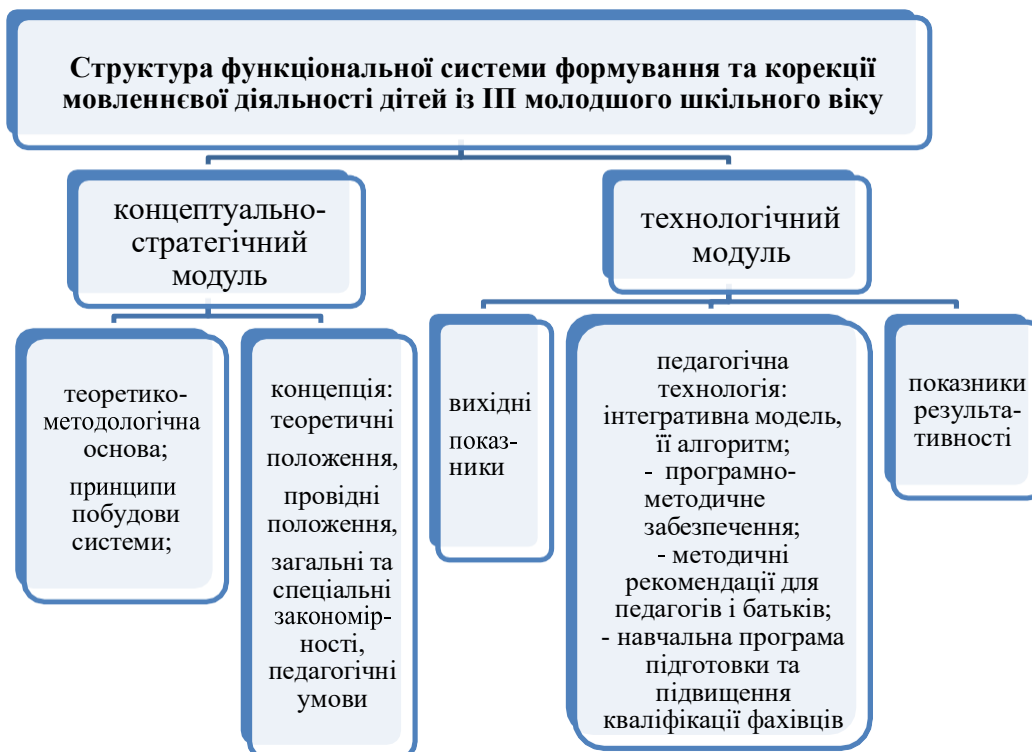 Структура функціональної системи формування та корекції
мовленнєвої діяльності дітей із ІП молодшого шкільного віку
концептуально-
стратегічний
модуль
технологічний
модуль
теоретико-
методологічна
основа;
принципи
побудови
системи;
концепція:
теоретичні
положення,
провідні
положення,
загальні та
спеціальні
закономір-
ності,
педагогічні
умови
вихідні
показ-
ники
педагогічна
технологія:
інтегративна модель,
її алгоритм;
- програмно-
методичне
забезпечення;
- методичні
рекомендації для
педагогів і батьків;
- навчальна програма
підготовки та
підвищення
кваліфікації фахівців
показники
результа-
тивності